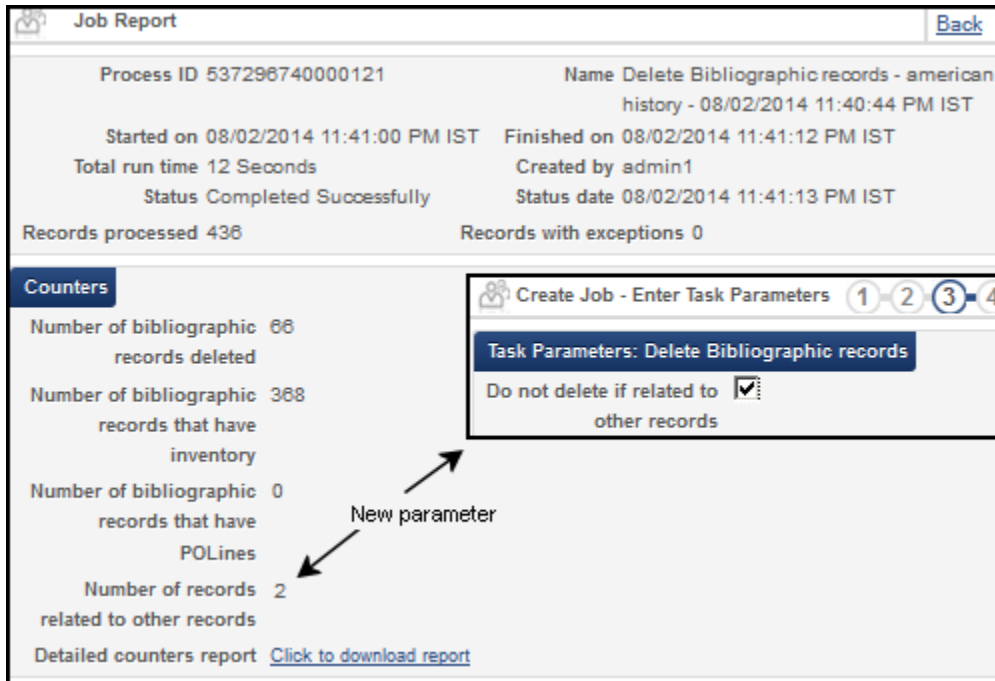 Job Report
Back
Process ID 537296740000121
Name Delete Bibliographic records - american history - 08/02/2014 11:40:44 PM IST
Started on 08/02/2014 11:41:00 PM IST
Finished on 08/02/2014 11:41:12 PM IST
Total run time 12 Seconds
Created by admin1
Status Completed Successfully
Status date 08/02/2014 11:41:13 PM IST
Records processed 436
Records with exceptions 0
Counters
Number of bibliographic records deleted 66
Number of bibliographic records that have inventory 368
Number of bibliographic records that have POLines 0
Number of records related to other records 2
Detailed counters report Click to download report
Create Job - Enter Task Parameters 1 2 3 4
Task Parameters: Delete Bibliographic records
Do not delete if related to other records
New parameter